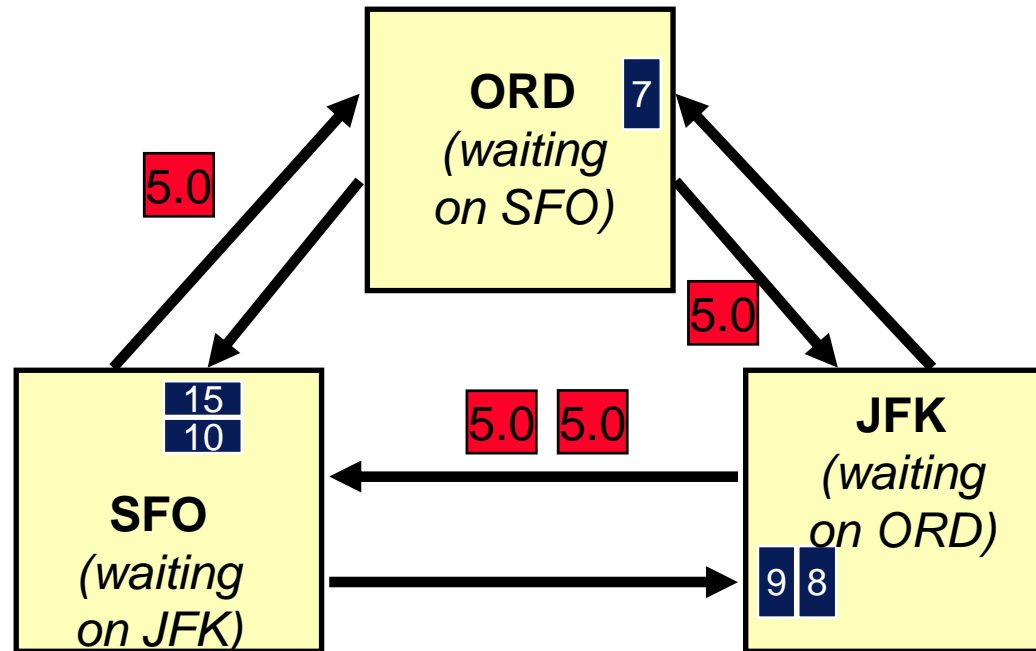 ORD
(waiting
on SFO)
7
5.0
5.0
15
10
SFO
(waiting
on JFK)
5.0 5.0
JFK
(waiting
on ORD)
9 8